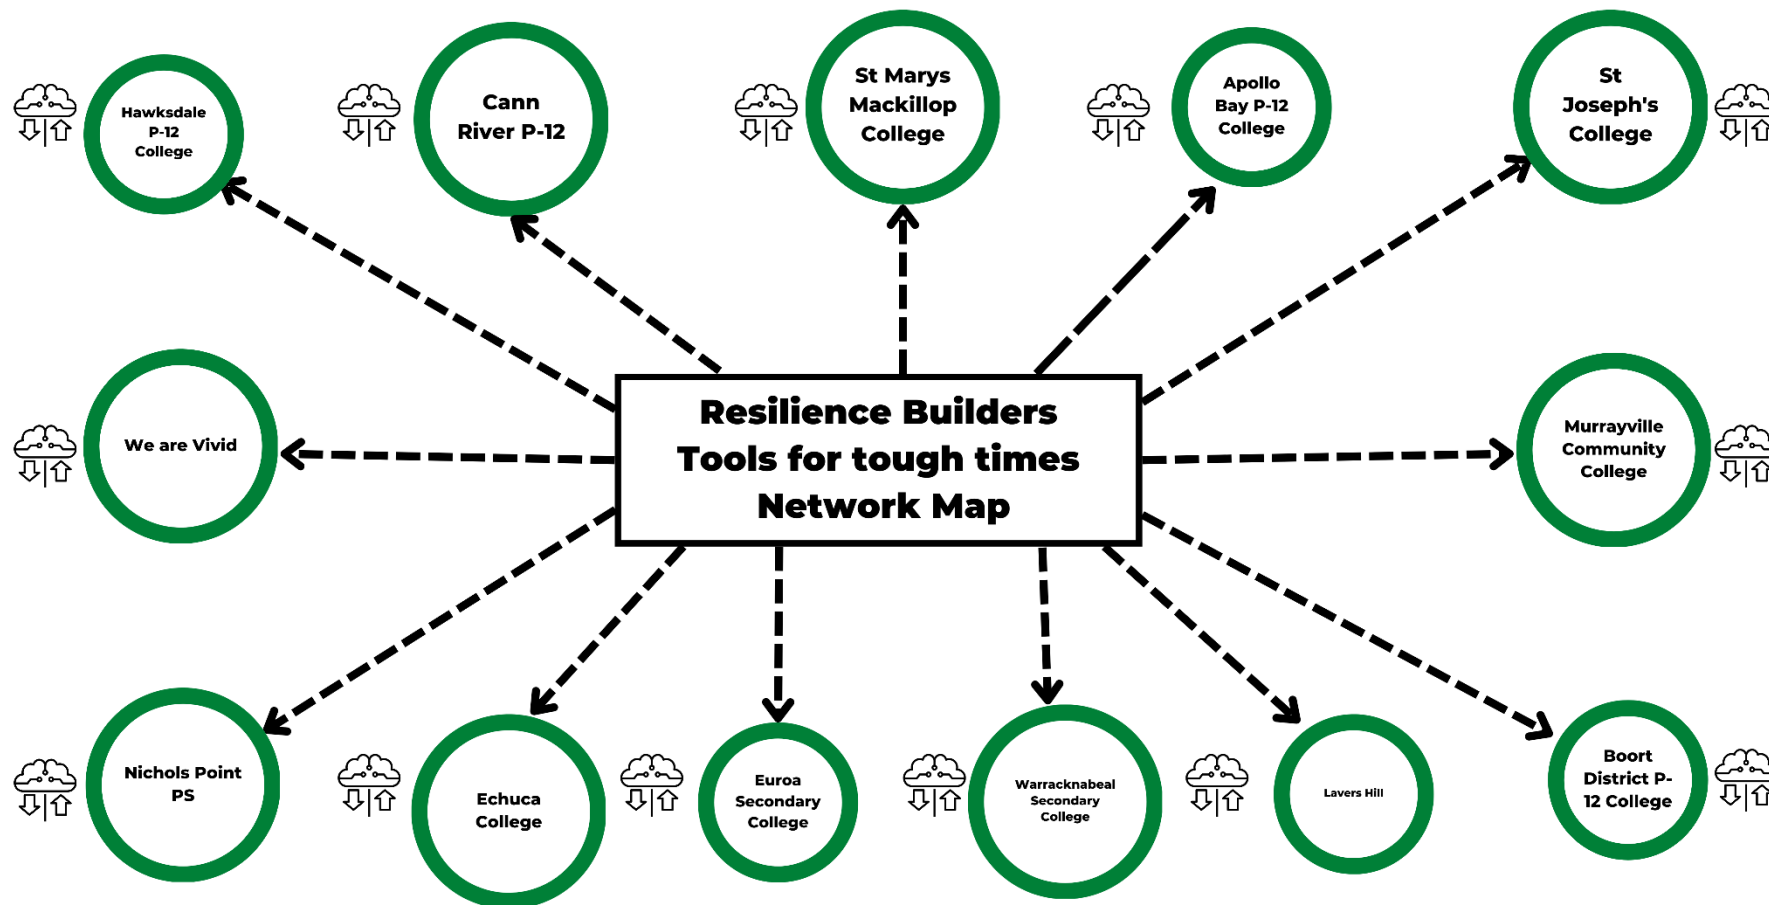 Hawksdale
P-12
College
Cann
River P-12
St Marys
Mackillop
College
Apollo
Bay P-12
College
St
Joseph's
College
We are Vivid
Resilience Builders
Tools for tough times
Network Map
Murrayville
Community
College
Nichols Point
PS
Echuca
College
Euroa
Secondary
College
Warracknabeal
Secondary
College
Lavers Hill
Boort
District P-
12 College